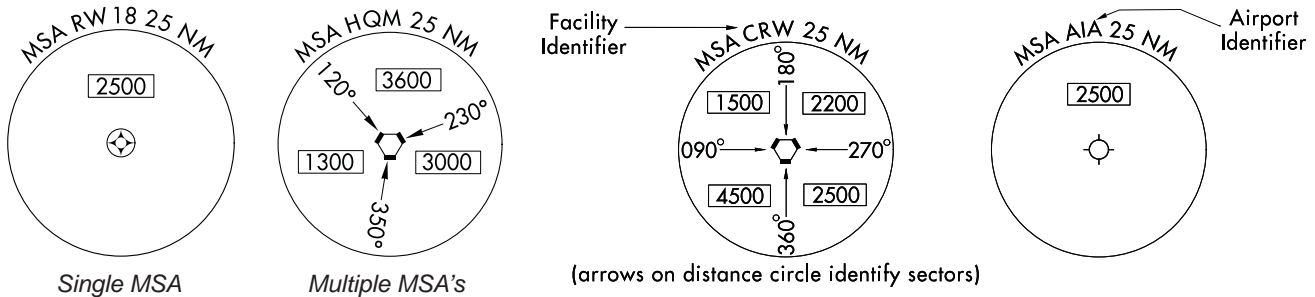 MSA RW 18 25 NM
2500
Single MSA
MSA HQM 25 NM
120°
3600
230°
1300
3000
350°
Multiple MSA's
Facility
Identifier
MSA CRW 25 NM
180°
1500
2200
090°
270°
4500
2500
360°
(arrows on distance circle identify sectors)
MSA AIA 25 NM
2500
Airport
Identifier